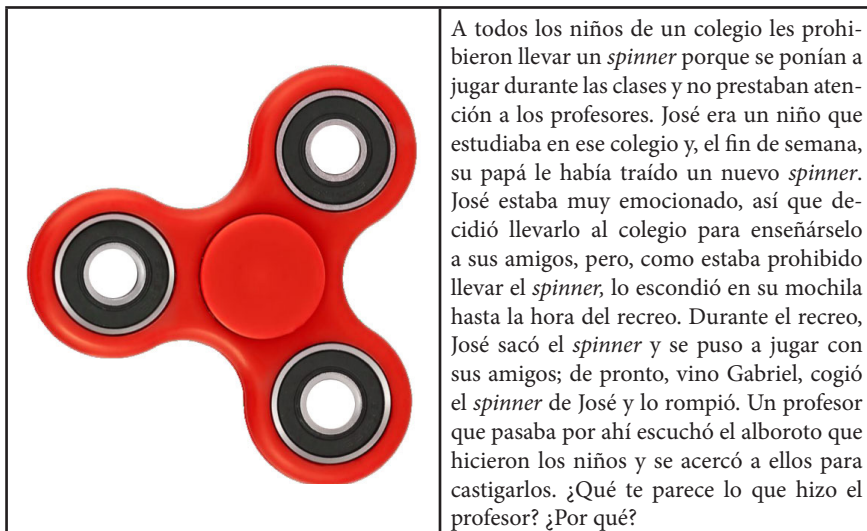 A todos los niños de un colegio les prohi-
bieron llevar un spinner porque se ponían a
jugar durante las clases y no prestaban aten-
ción a los profesores. José era un niño que
estudiaba en ese colegio y, el fin de semana,
su papá le había traído un nuevo spinner.
José estaba muy emocionado, así que de-
cidió llevarlo al colegio para enseñárselo
a sus amigos, pero, como estaba prohibido
llevar el spinner, lo escondió en su mochila
hasta la hora del recreo. Durante el recreo,
José sacó el spinner y se puso a jugar con
sus amigos; de pronto, vino Gabriel, cogió
el spinner de José y lo rompió. Un profesor
que pasaba por ahí escuchó el alboroto que
hicieron los niños y se acercó a ellos para
castigarlos. ¿Qué te parece lo que hizo el
profesor? ¿Por qué?